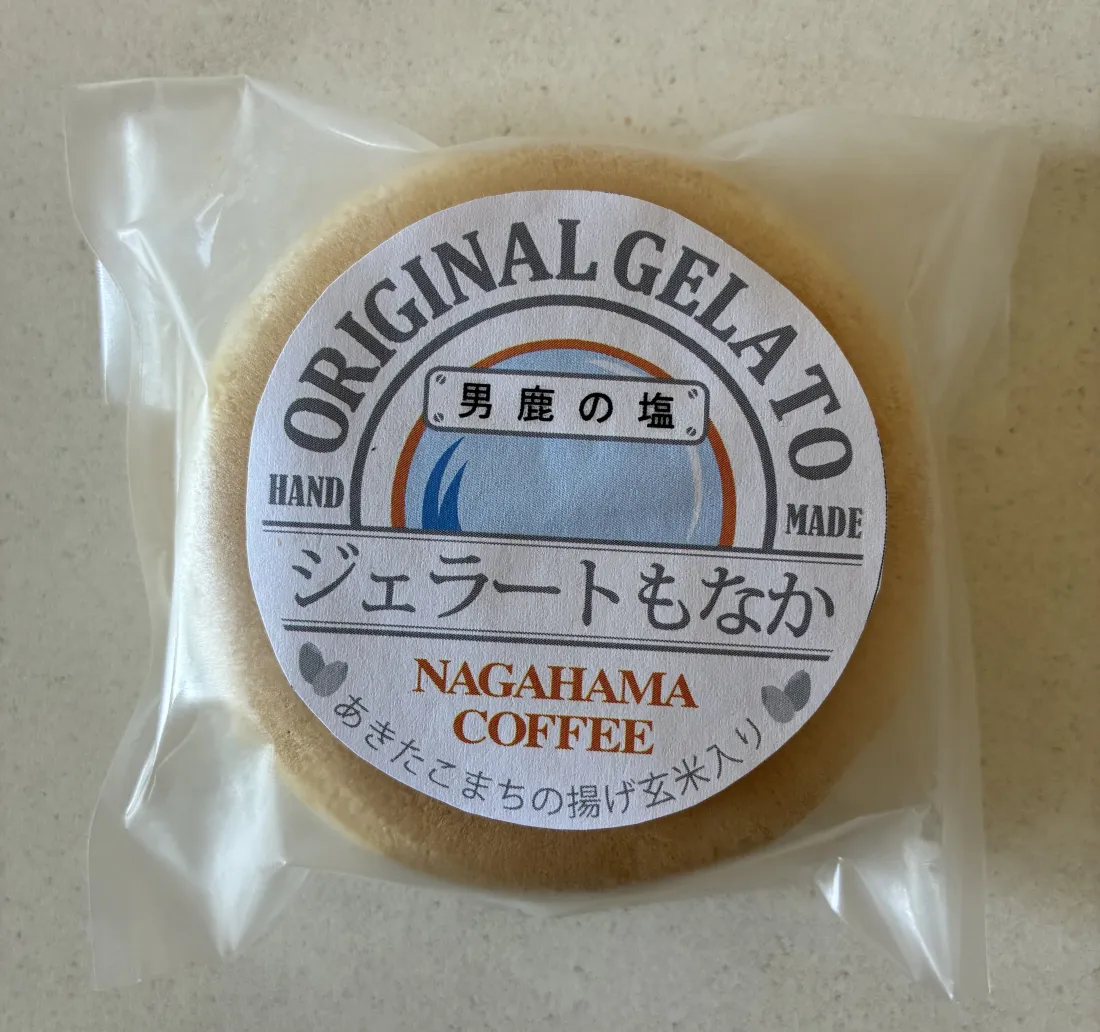 ORIGINAL GELATO
男鹿の塩
HAND
MADE
ジェラートもなか
NAGAHAMA
COFFEE
あきたこまちの揚げ玄米入り